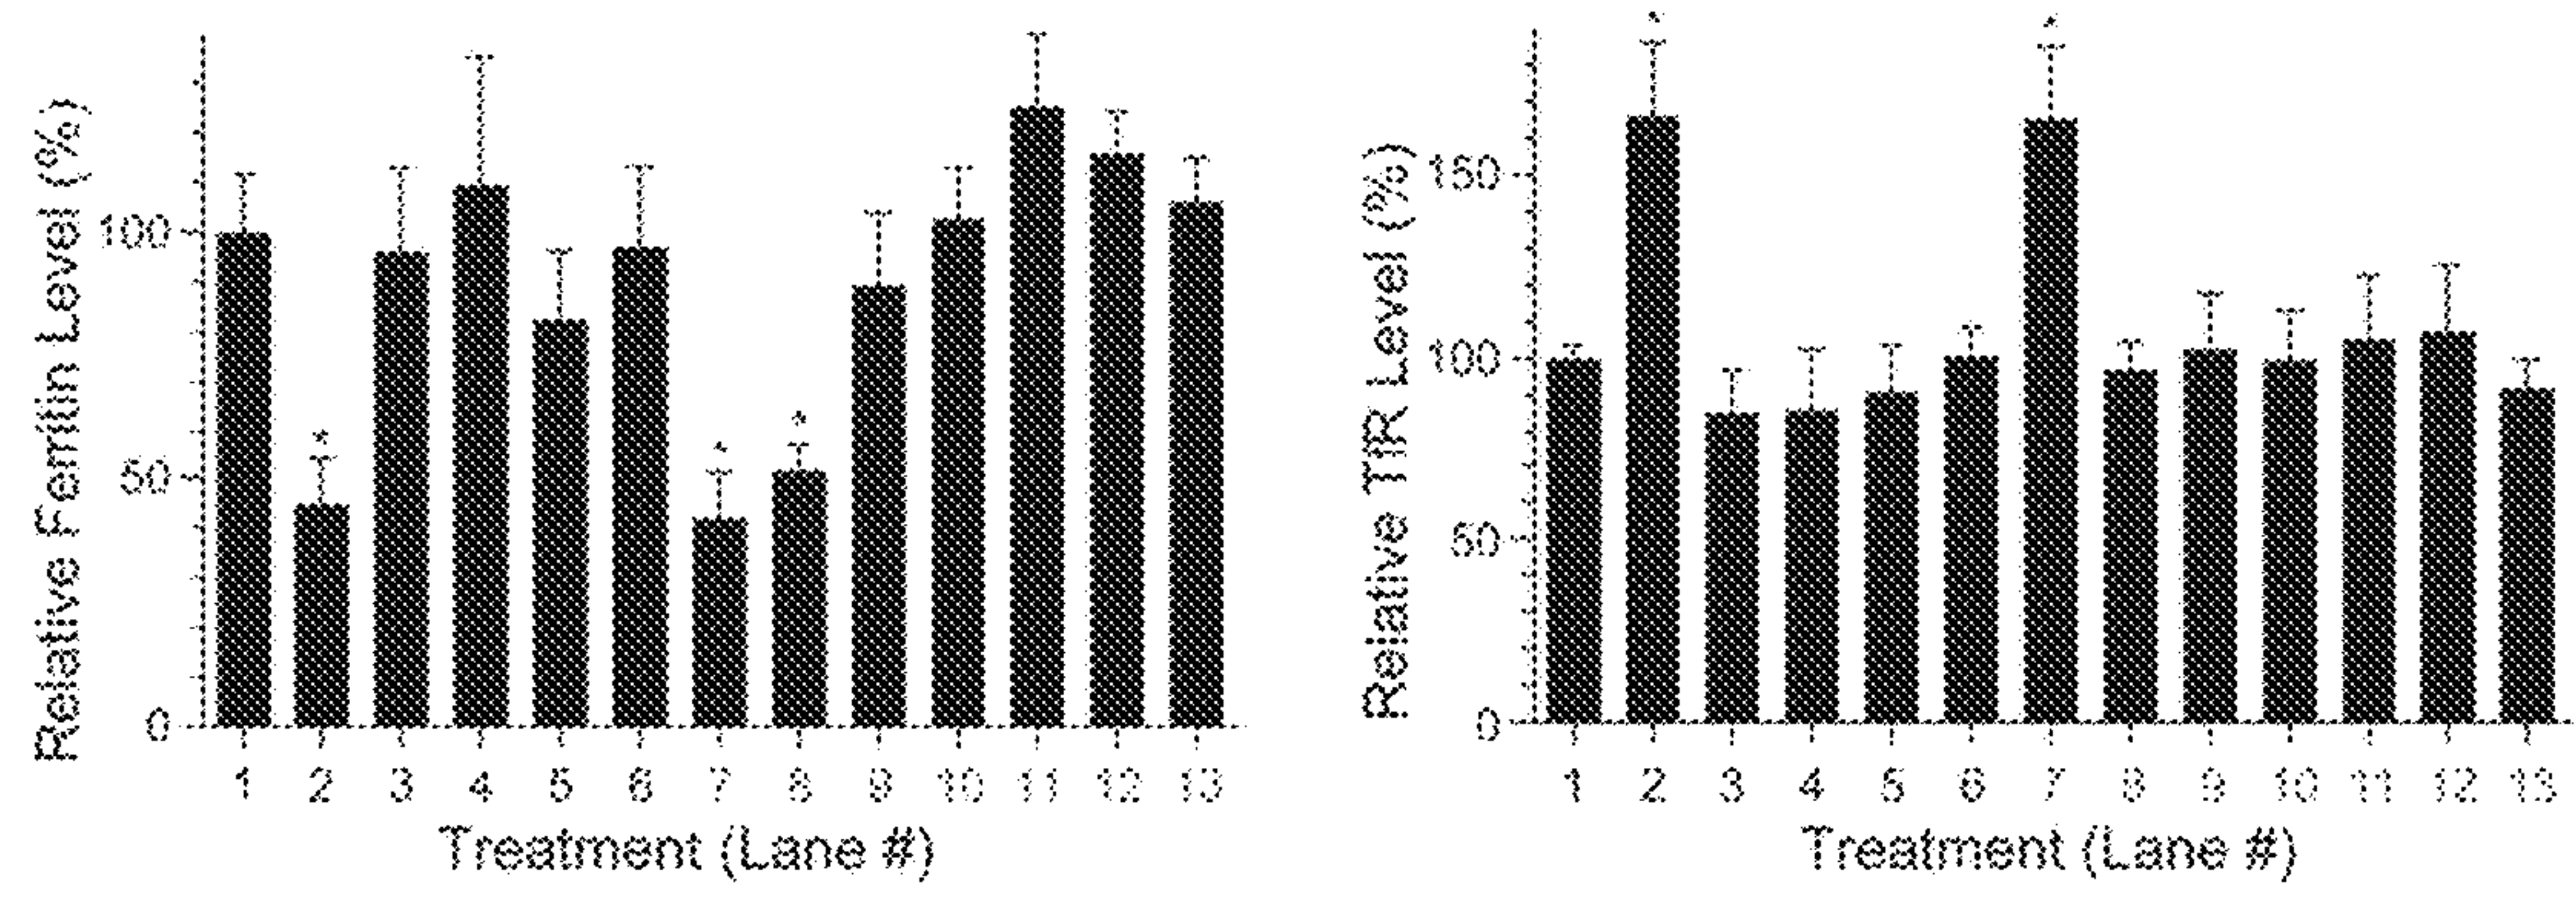 Relative Ferritin Level (%)
100
50
0
1 2 3 4 5 6 7 8 9 10 11 12 13
Treatment (Lane #)
* * *
Relative TfR Level (%)
150
100
50
0
1 2 3 4 5 6 7 8 9 10 11 12 13
Treatment (Lane #)
* *